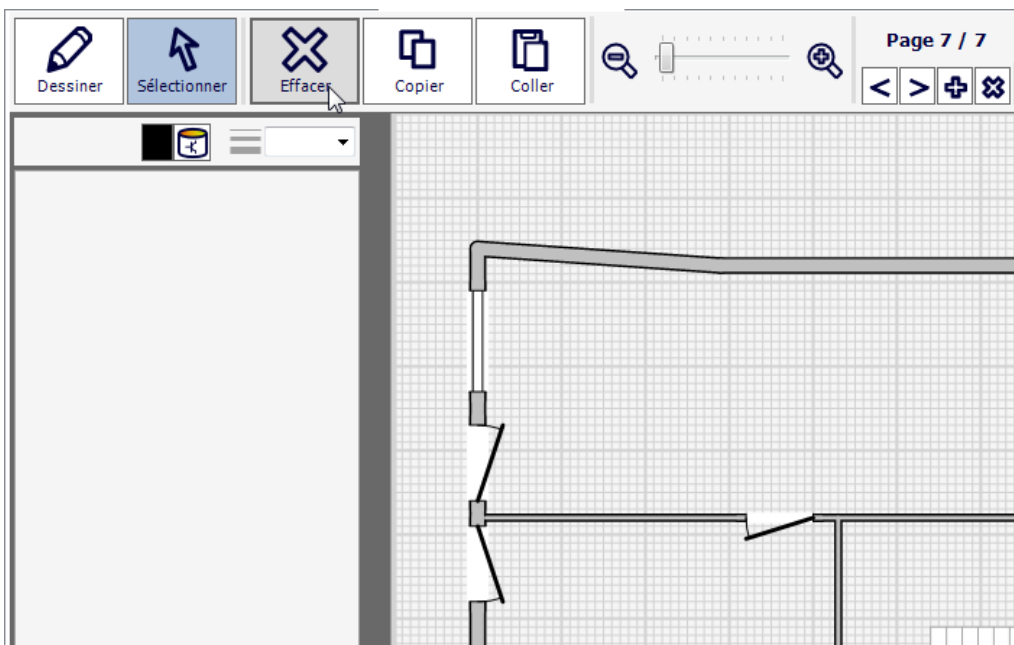 Dessiner
Sélectionner
Effacer
Copier
Coller
Page 7 / 7